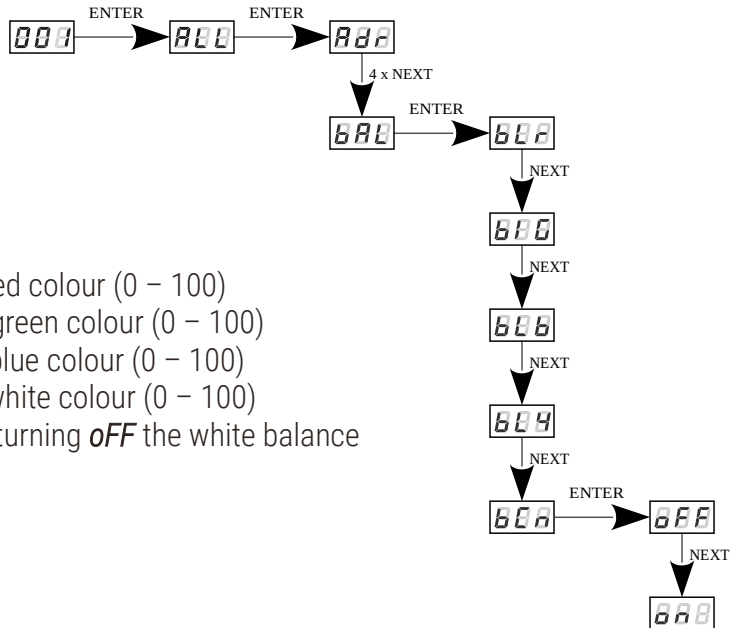 001 ENTER ALL ENTER Adr
4 x NEXT
bAL ENTER bLr
NEXT
bIG
NEXT
bLb
NEXT
bL4
NEXT
bCn ENTER oFF
NEXT
on
ed colour (0 – 100)
green colour (0 – 100)
blue colour (0 – 100)
white colour (0 – 100)
turning oFF the white balance